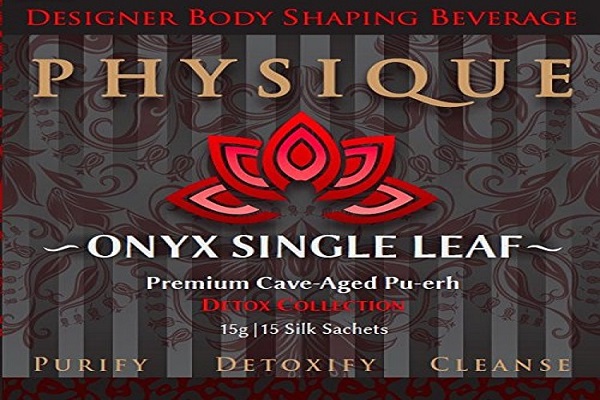 Designer Body Shaping Beverage
PHYSIQUE
~ONYX SINGLE LEAF~
Premium Cave-Aged Pu-erh
Detox Collection
15g|15 Silk Sachets
Purify Detoxify Cleanse